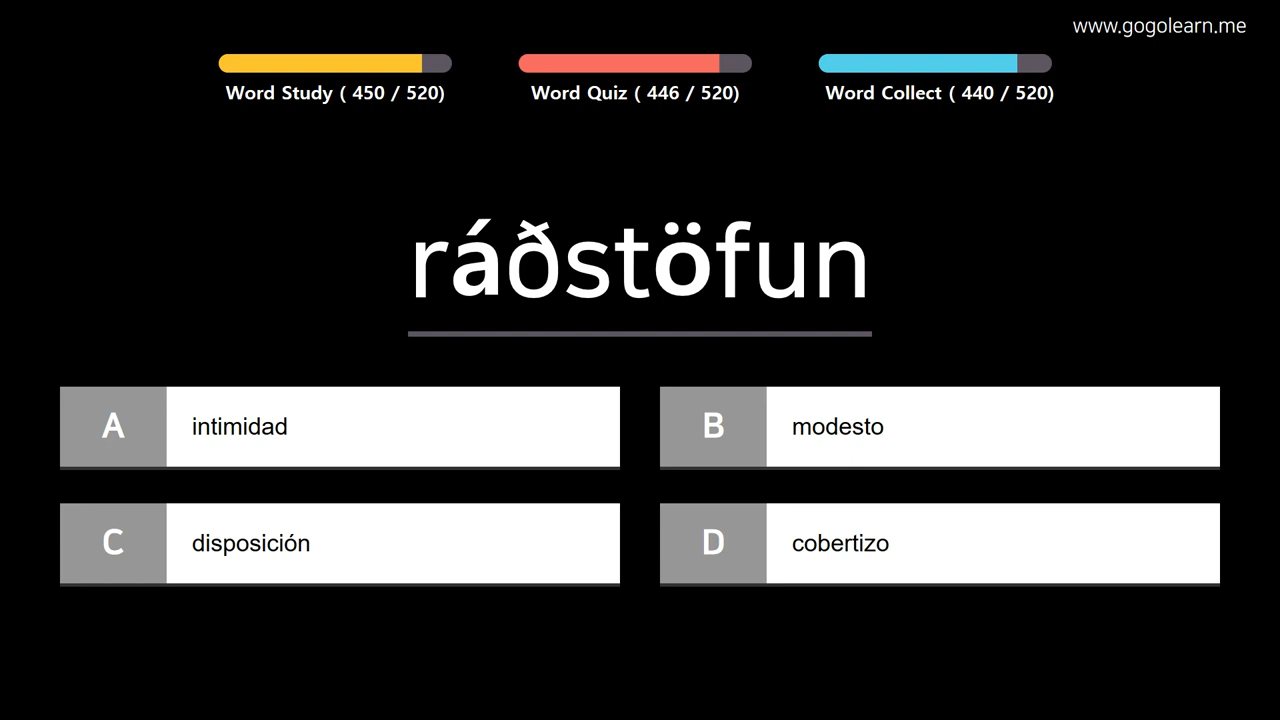 www.gogolearn.me
Word Study ( 450 / 520)
Word Quiz ( 446 / 520)
Word Collect ( 440 / 520)
ráðstöfun
A
intimidad
B
modesto
C
disposición
D
cobertizo